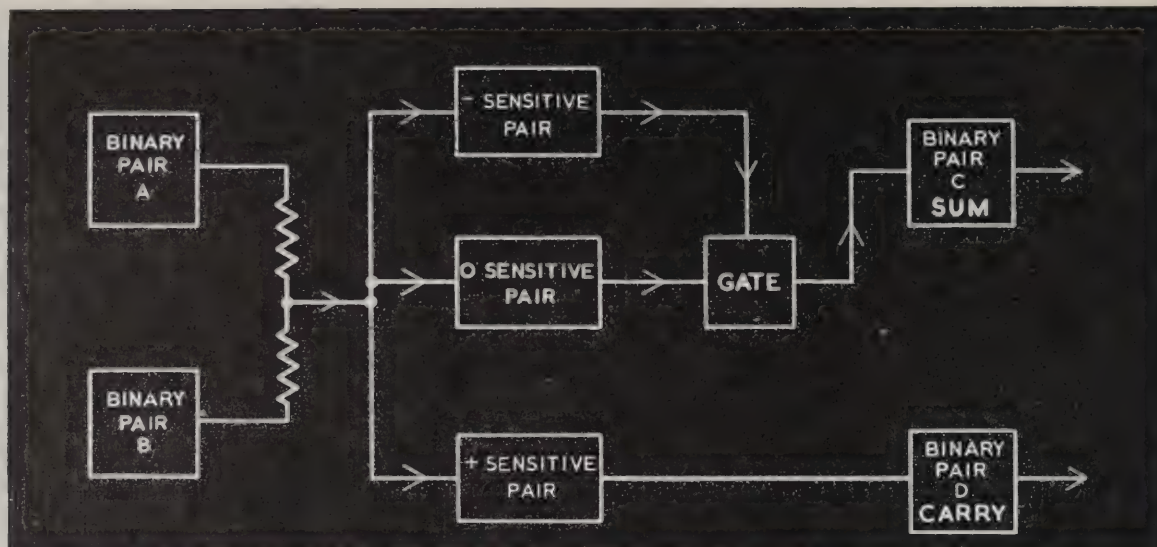 BINARY
PAIR
A
BINARY
PAIR
B
- SENSITIVE
PAIR
O SENSITIVE
PAIR
+ SENSITIVE
PAIR
GATE
BINARY
PAIR
C
SUM
BINARY
PAIR
D
CARRY